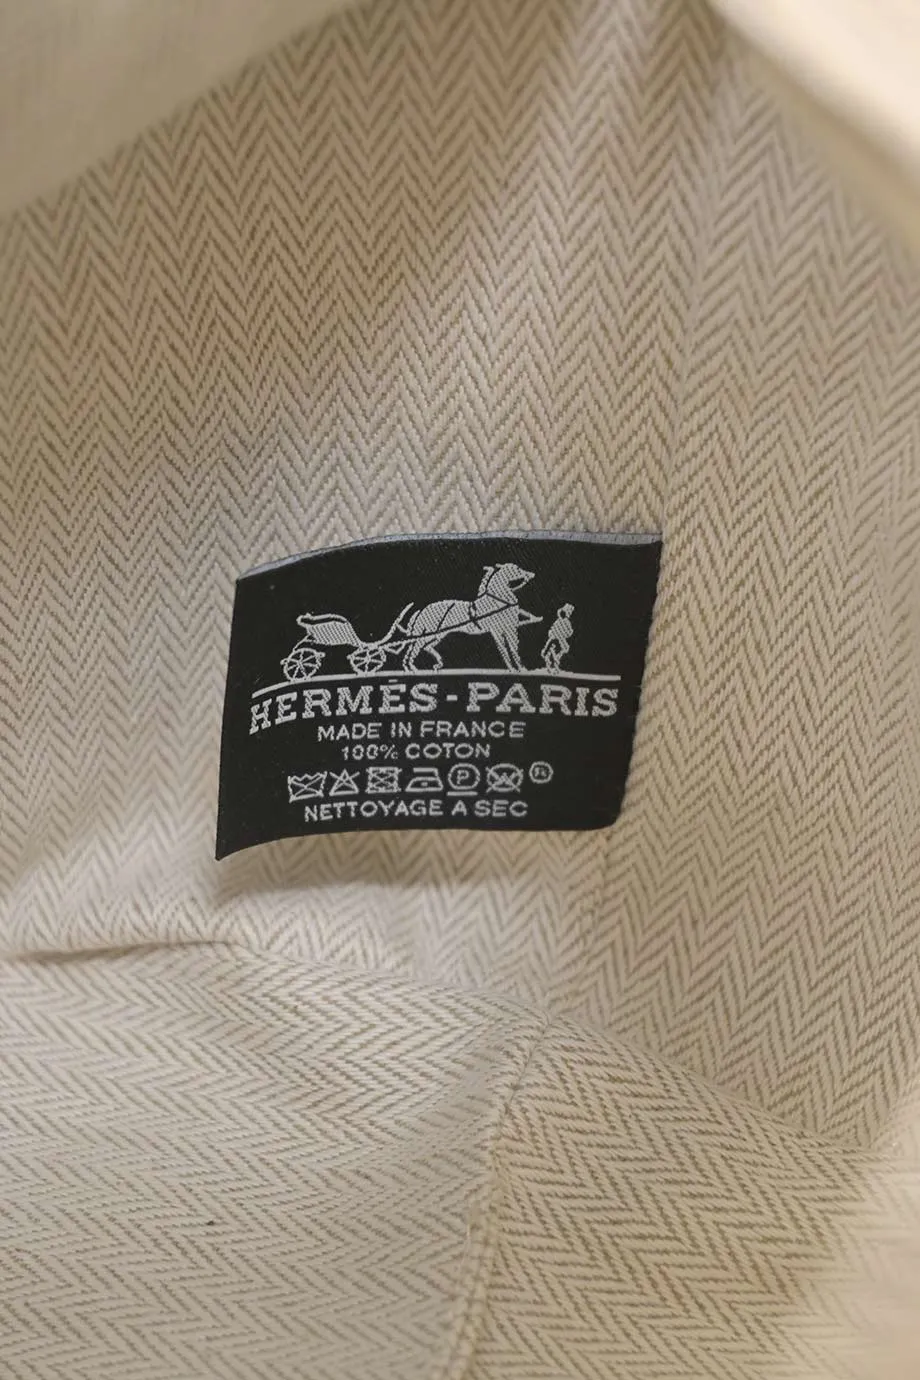 HERMÈS-PARIS
MADE IN FRANCE
100% COTON
P W ®
NETTOYAGE A SEC